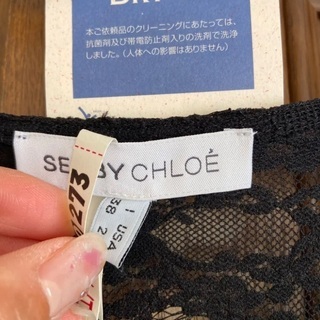 本ご依頼品のクリーニングにあたっては、
抗菌剤及び帯電防止剤入りの洗剤で洗浄
しました。(人体への影響はありません)
BY CHLOÉ
273
I USA
38 2